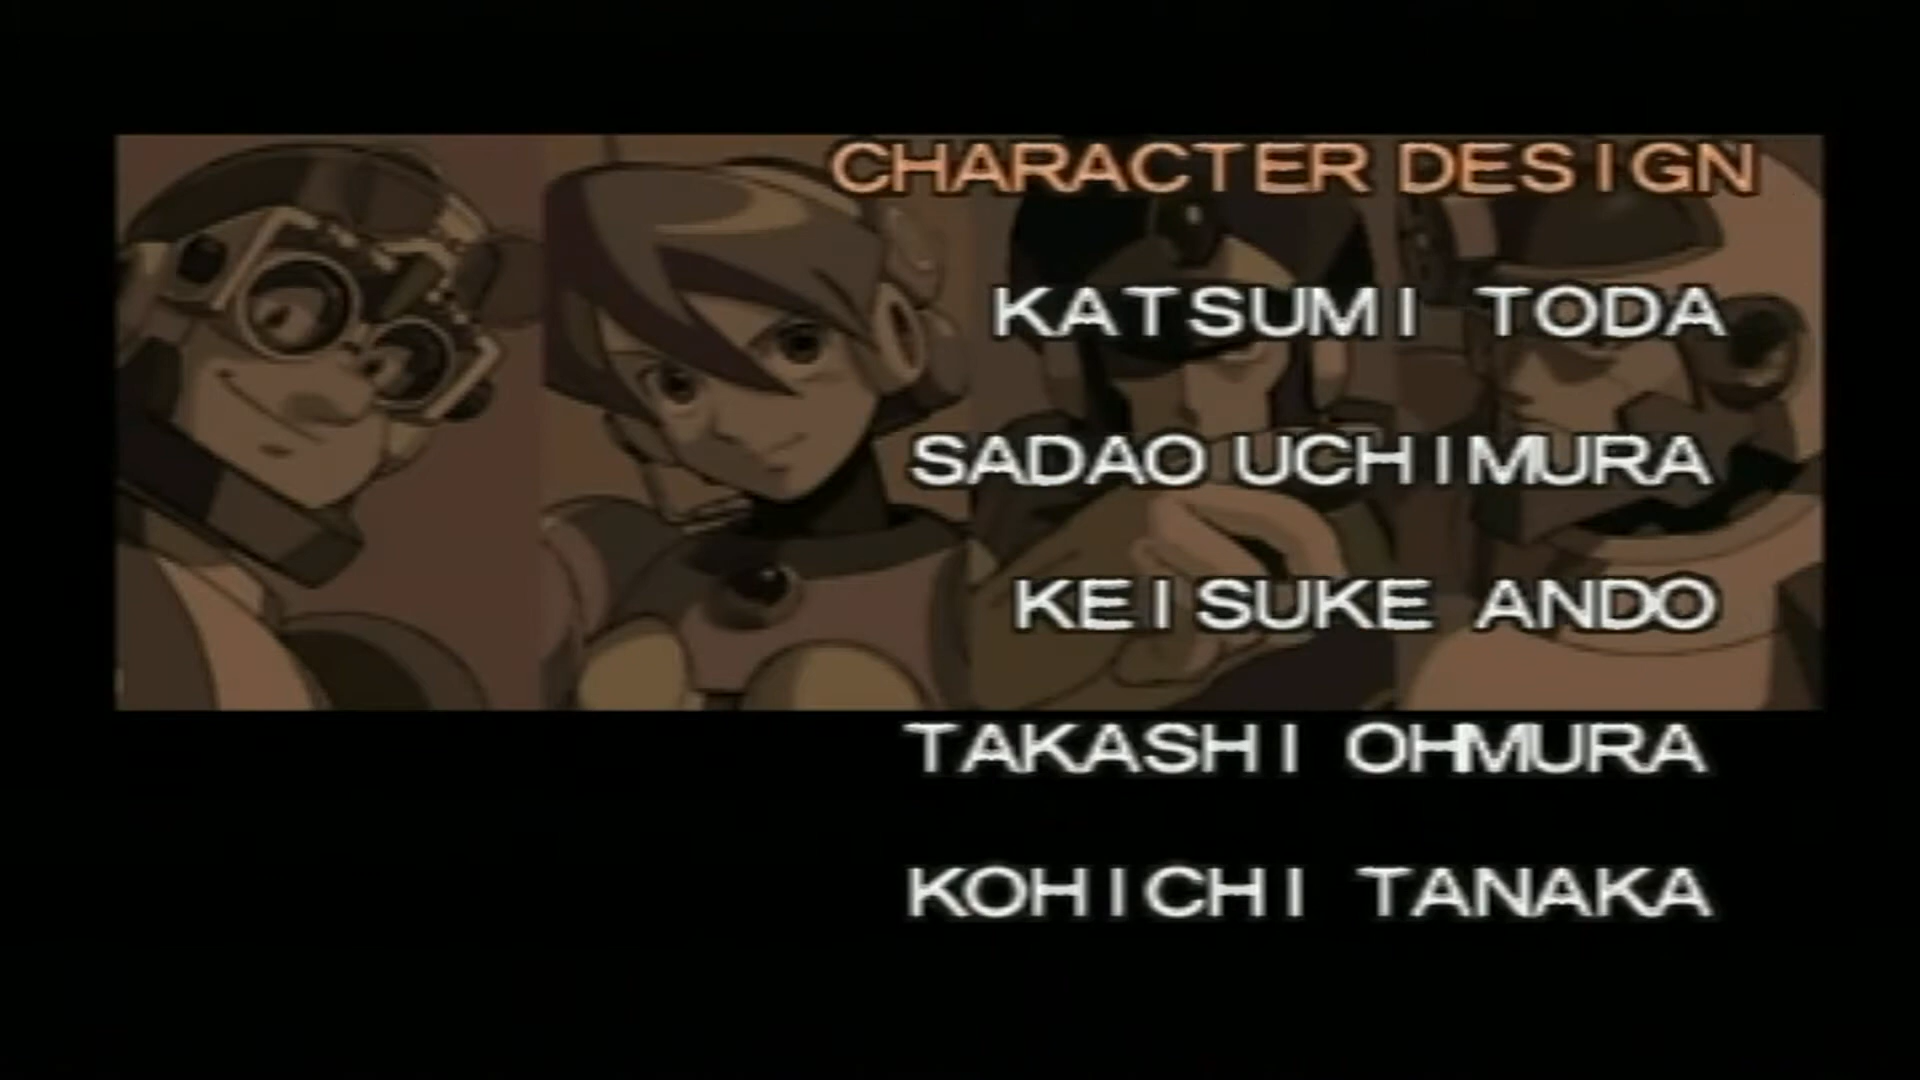 CHARACTER DESIGN
KATSUMI TODA
SADAO UCHIMURA
KEISUKE ANDO
TAKASHI OHMURA
KOHICHI TANAKA